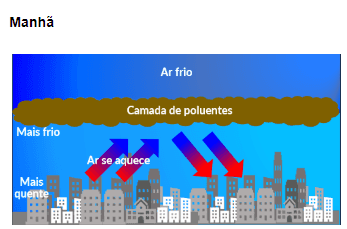 Manhã
Ar frio
Camada de poluentes
Mais frio
Ar se aquece
Mais
quente